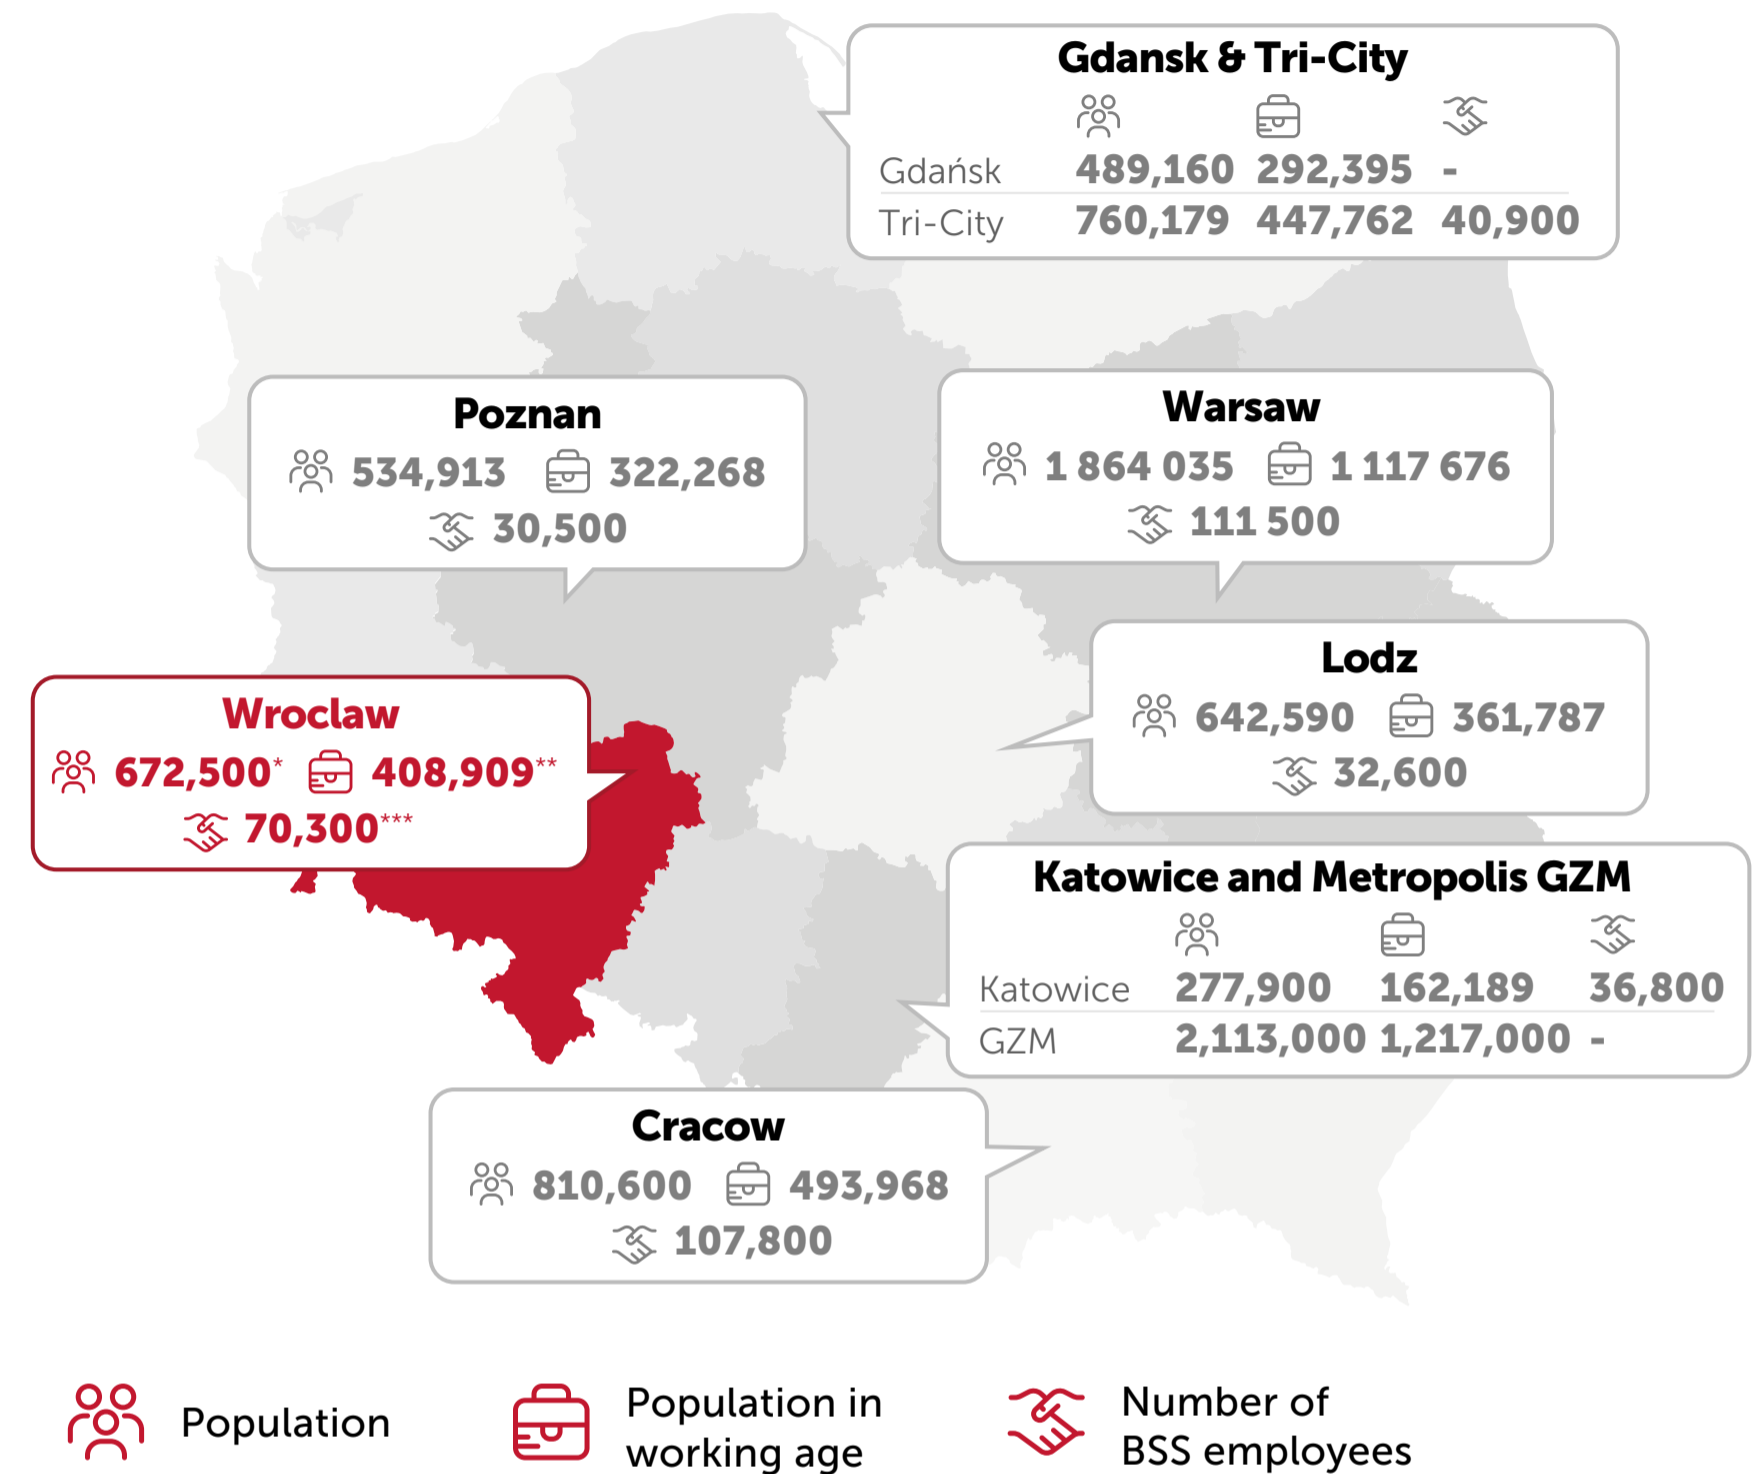 Gdansk & Tri-City
Gdańsk 489,160 292,395 -
Tri-City 760,179 447,762 40,900
Poznan
534,913 322,268
30,500
Warsaw
1 864 035 1 117 676
111 500
Lodz
642,590 361,787
32,600
Wroclaw
672,500* 408,909**
70,300***
Katowice and Metropolis GZM
Katowice 277,900 162,189 36,800
GZM 2,113,000 1,217,000 -
Cracow
810,600 493,968
107,800
Population
Population in
working age
Number of
BSS employees